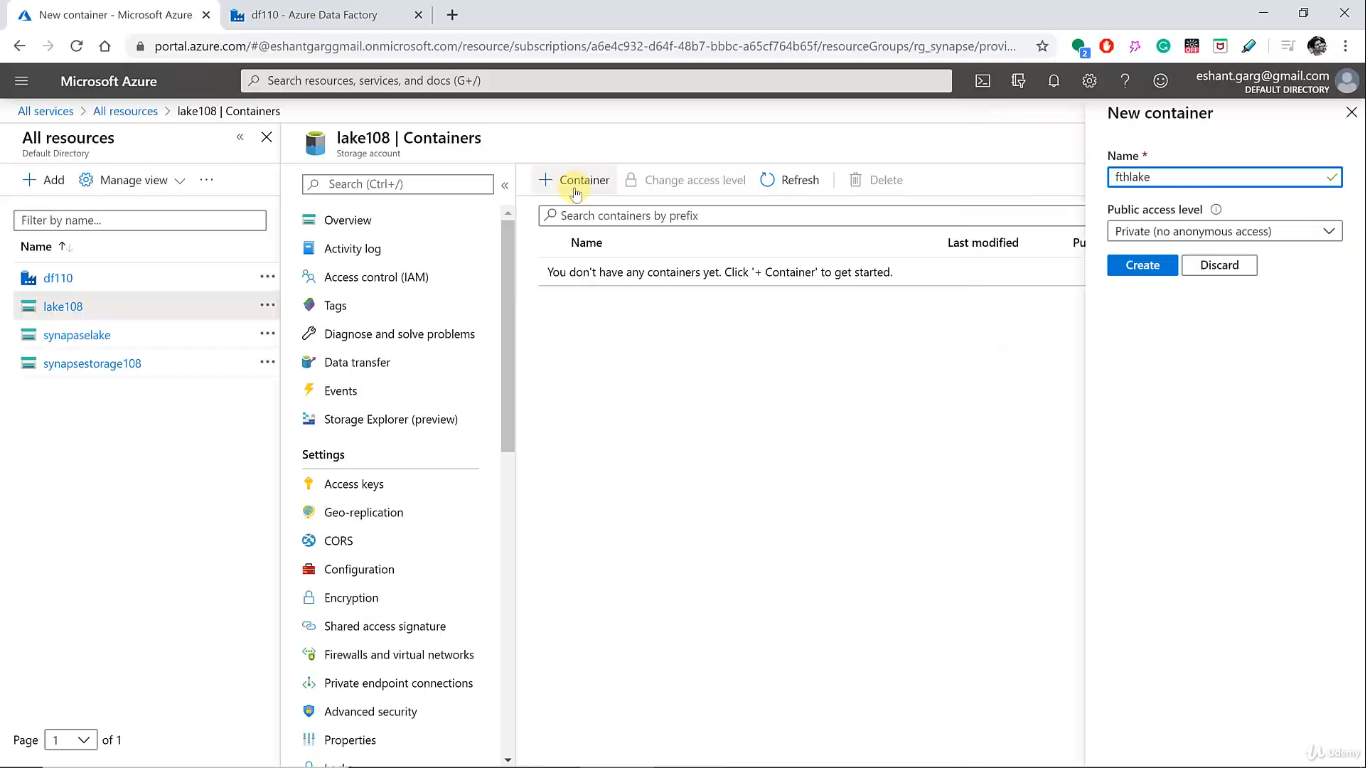 New container - Microsoft Azure
df110 - Azure Data Factory
portal.azure.com/#@eshantarggmail.onmicrosoft.com/resource/subscriptions/a6e4c932-d64f-48b7-bbbc-a65cf764b65f/resourceGroups/rg_synapse/provi...
2
Microsoft Azure
Search resources, services, and docs (G+/)
eshant.garg@gmail.com
DEFAULT DIRECTORY
All services > All resources > lake108 | Containers
All resources
Default Directory
Add
Manage view
Filter by name...
Name
df110
lake108
synapaselake
synapsestorage108
Page 1 of 1
lake108 | Containers
Storage account
Search (Ctrl+/)
Overview
Activity log
Access control (IAM)
Tags
Diagnose and solve problems
Data transfer
Events
Storage Explorer (preview)
Settings
Access keys
Geo-replication
CORS
Configuration
Encryption
Shared access signature
Firewalls and virtual networks
Private endpoint connections
Advanced security
Properties
Container
Change access level
Refresh
Delete
Search containers by prefix
Name
Last modified
Pu
You don't have any containers yet. Click '+ Container' to get started.
New container
Name *
fthlake
Public access level
Private (no anonymous access)
Create
Discard
Udemy